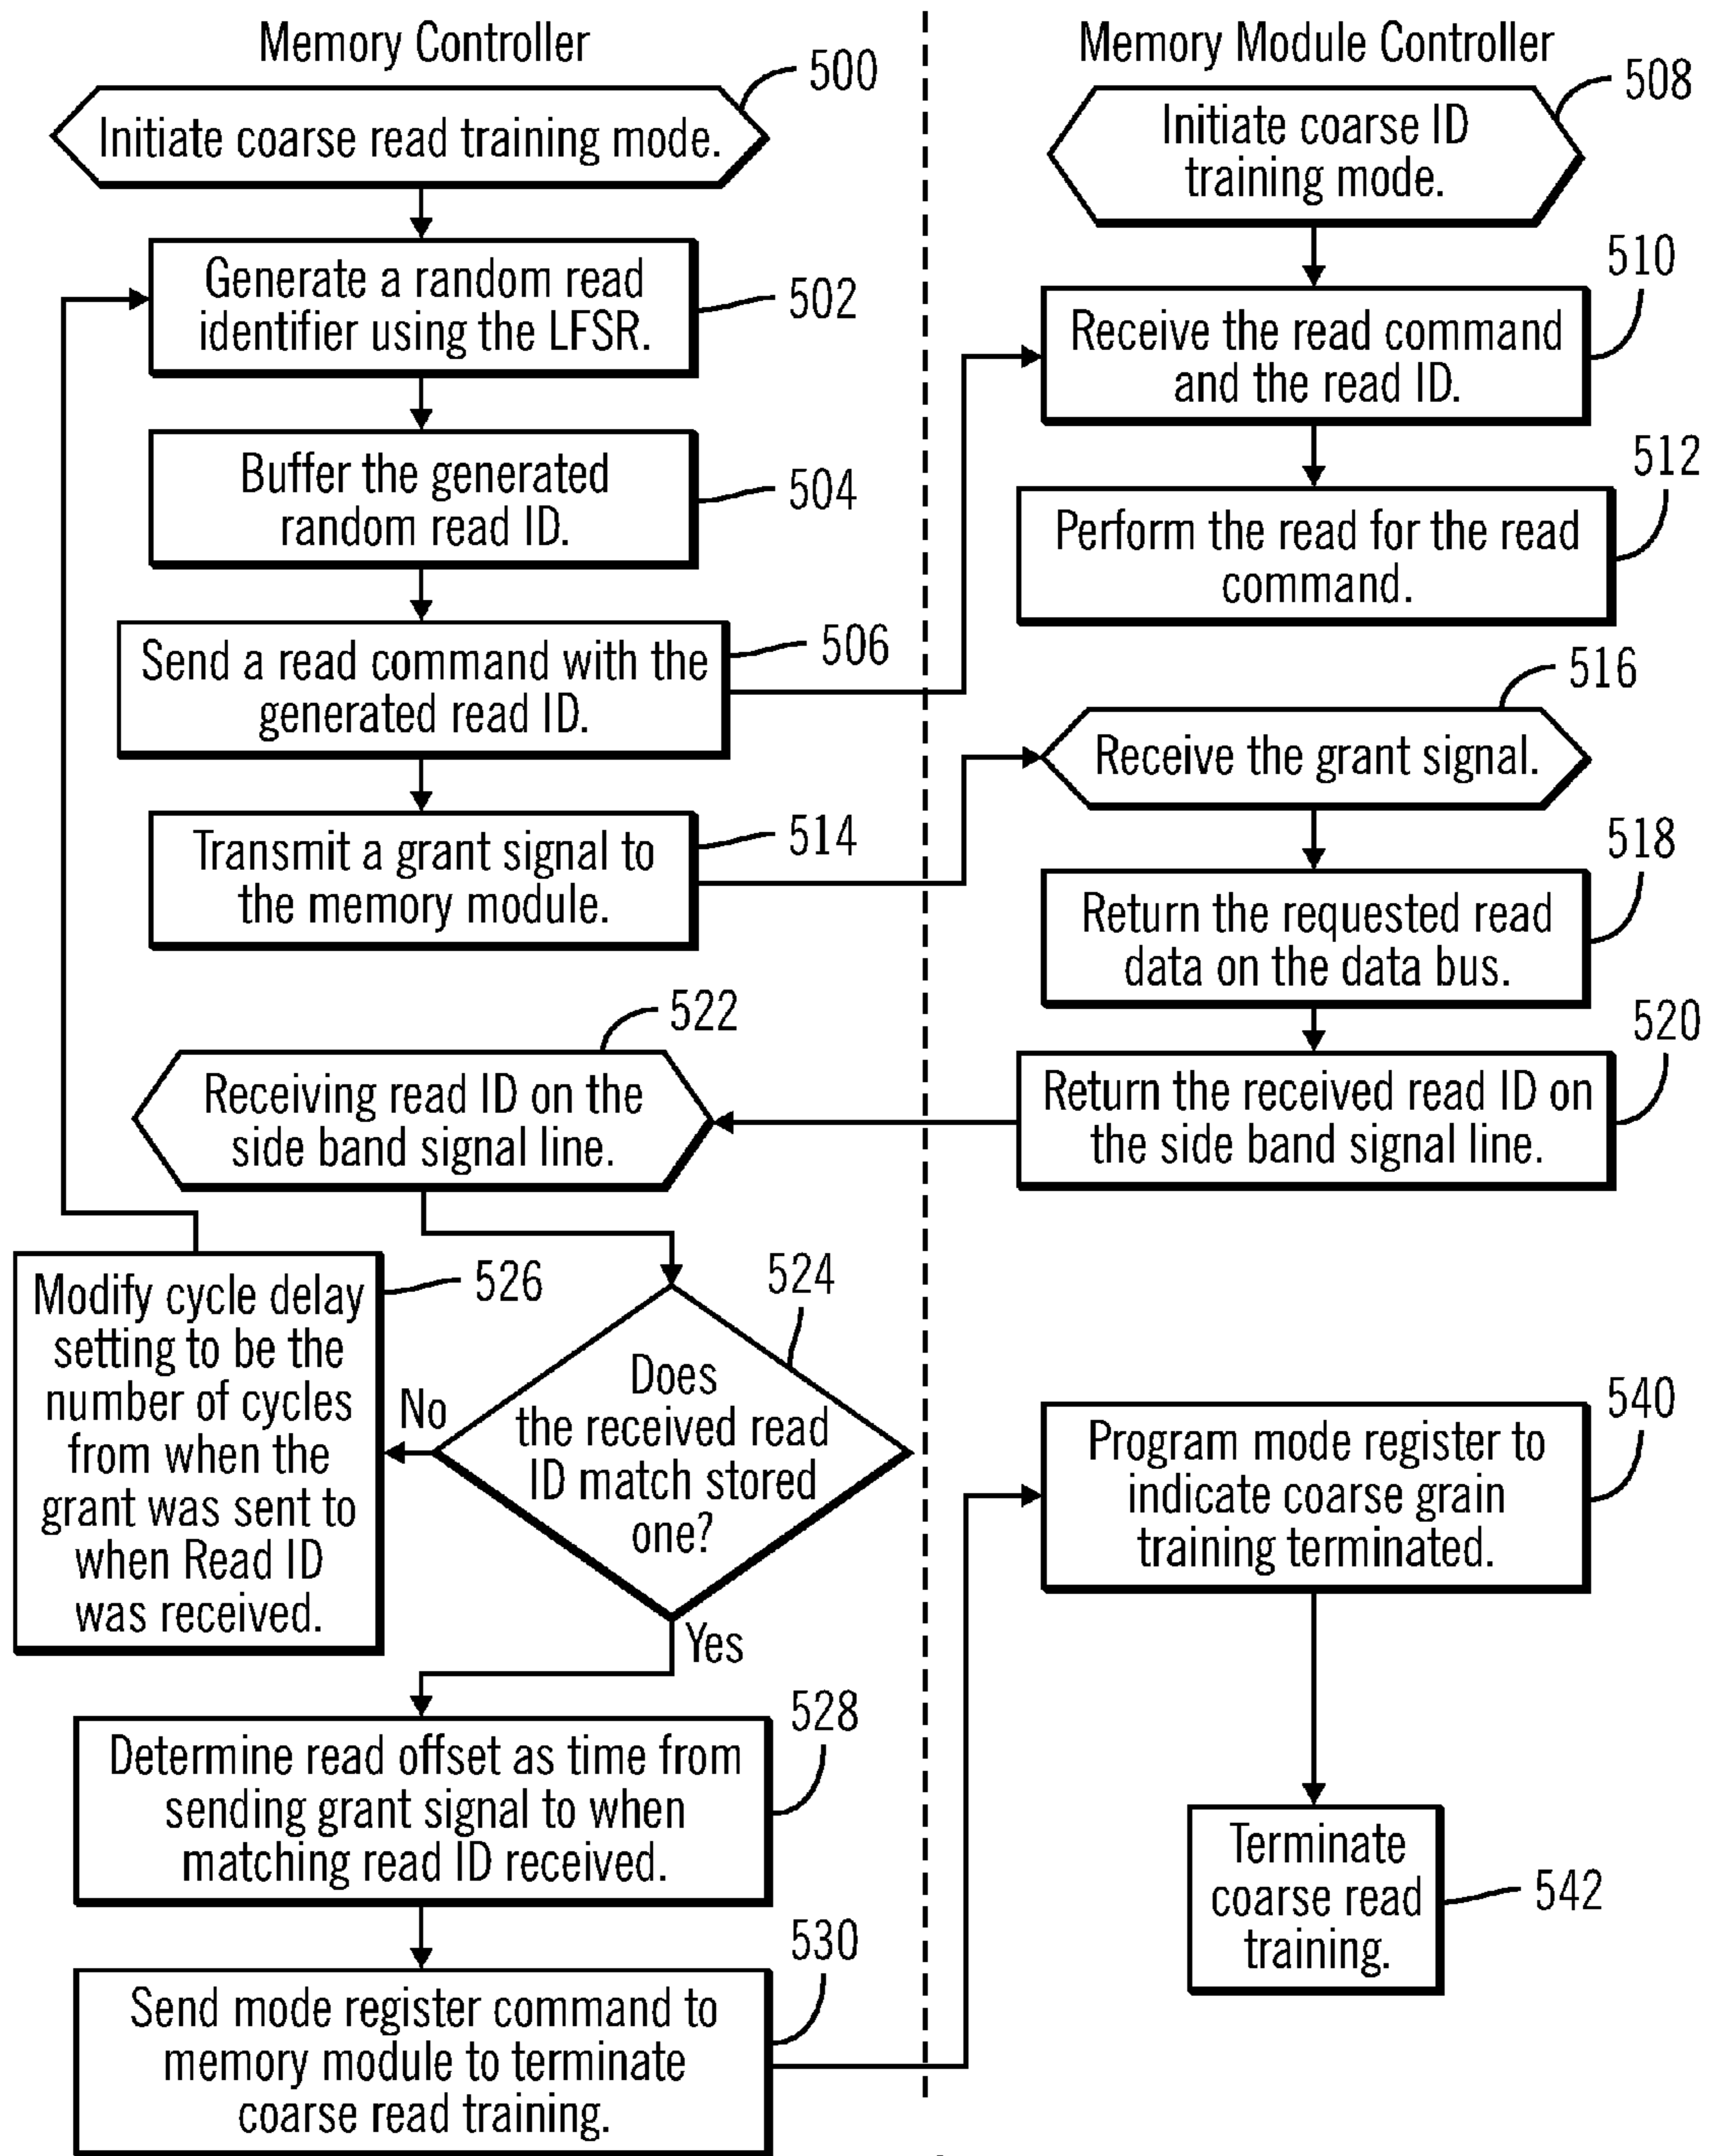 Memory Controller
500
Initiate coarse read training mode.
Generate a random read
identifier using the LFSR.
502
Buffer the generated
random read ID.
504
Send a read command with the
generated read ID.
506
Transmit a grant signal to
the memory module.
514
522
Receiving read ID on the
side band signal line.
Modify cycle delay
setting to be the
number of cycles
from when the
grant was sent to
when Read ID
was received.
526
No
524
Does
the received read
ID match stored
one?
Yes
528
Determine read offset as time from
sending grant signal to when
matching read ID received.
530
Send mode register command to
memory module to terminate
coarse read training.
Memory Module Controller
508
Initiate coarse ID
training mode.
510
Receive the read command
and the read ID.
512
Perform the read for the read
command.
516
Receive the grant signal.
518
Return the requested read
data on the data bus.
520
Return the received read ID on
the side band signal line.
540
Program mode register to
indicate coarse grain
training terminated.
Terminate
coarse read
training.
542